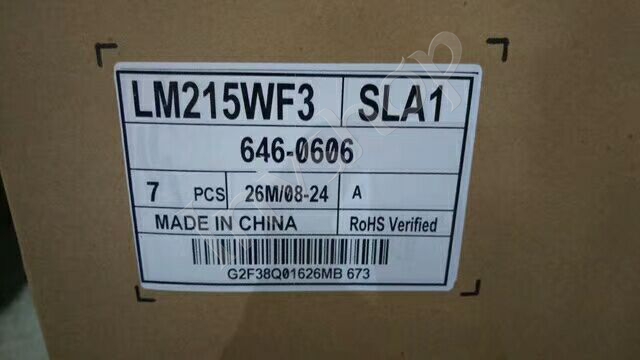 LM215WF3 SLA1
646-0606
7 PCS 26M/08-24 A
MADE IN CHINA RoHS Verified
G2F38Q01626MB 673